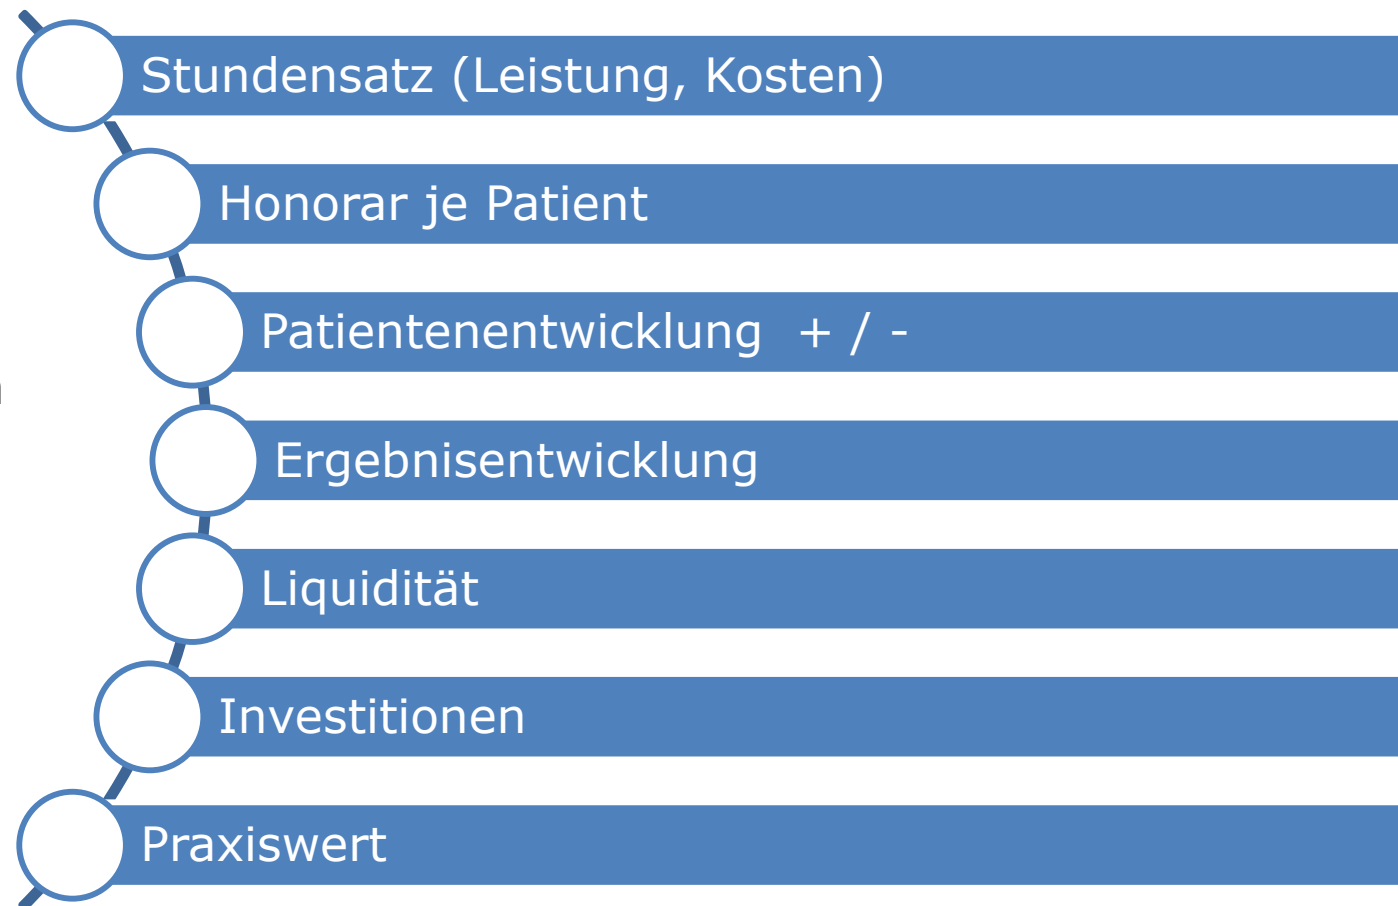 Stundensatz (Leistung, Kosten)
Honorar je Patient
Patientenentwicklung + / -
Ergebnisentwicklung
Liquidität
Investitionen
Praxiswert